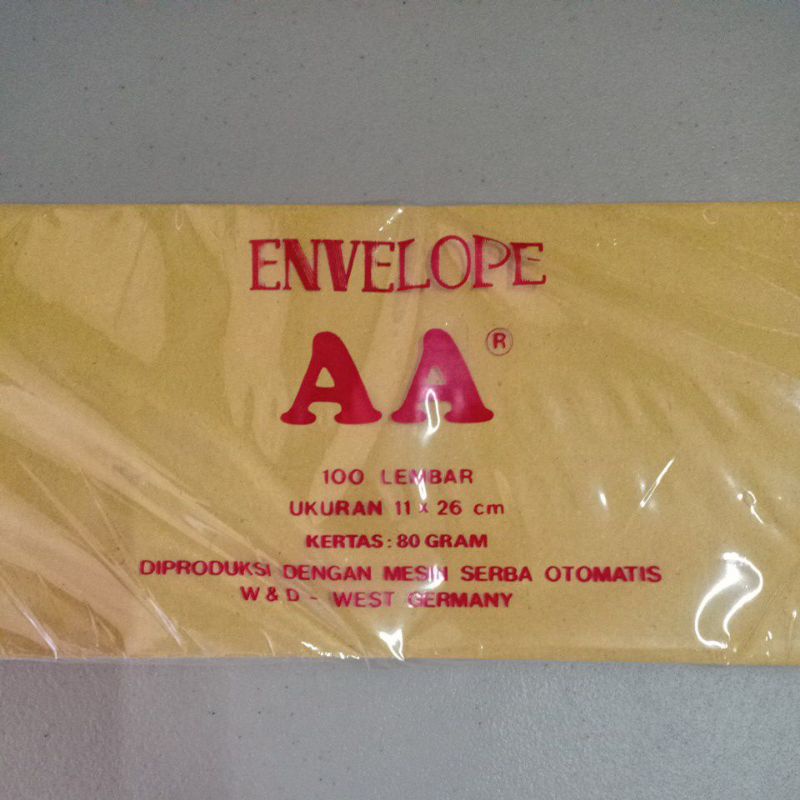 ENVELOPE
AA ®
100 LEMBAR
UKURAN 11 x 26 cm
KERTAS : 80 GRAM
DIPRODUKSI DENGAN MESIN SERBA OTOMATIS
W & D - WEST GERMANY